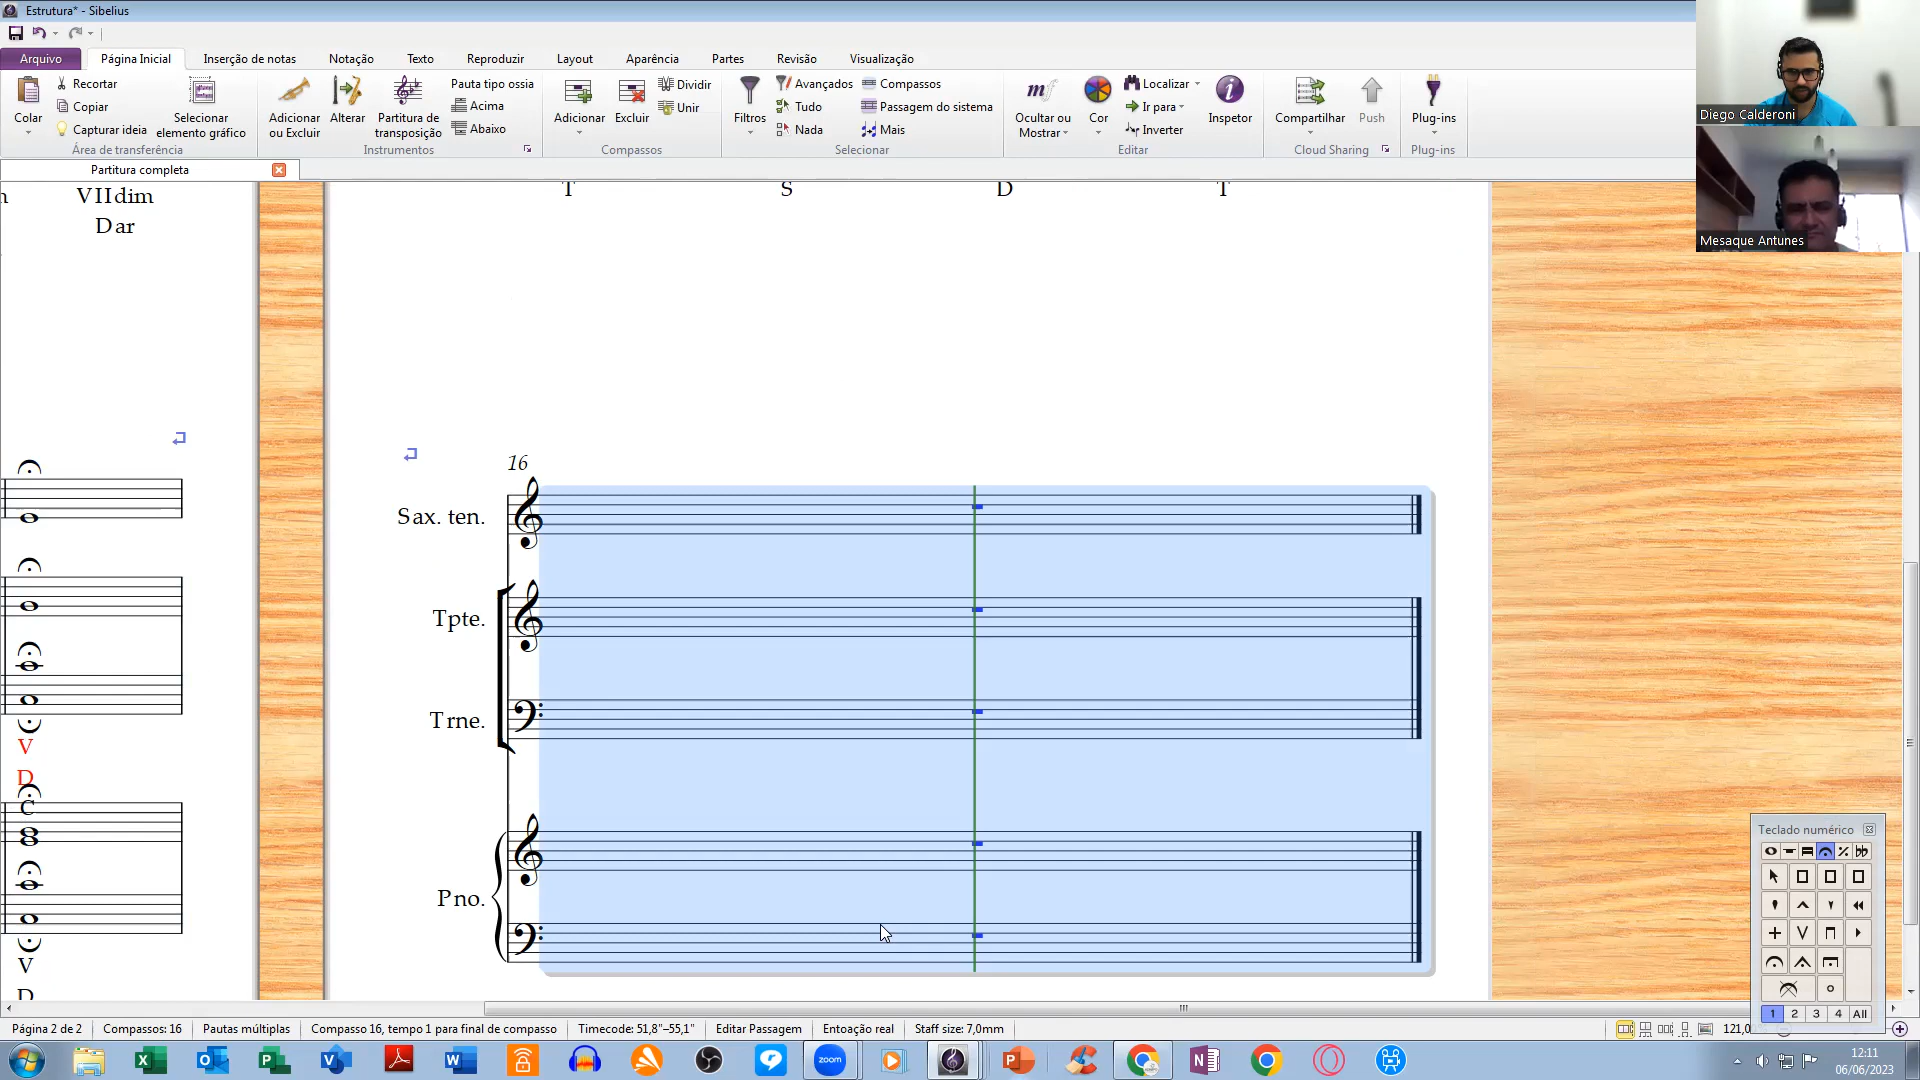 Estrutura* - Sibelius
Arquivo
Página Inicial
Inserção de notas
Notação
Texto
Reproduzir
Layout
Aparência
Partes
Revisão
Visualização
Colar
Recortar
Copiar
Capturar ideia
Selecionar
elemento gráfico
Área de transferência
Adicionar
ou Excluir
Alterar
Partitura de
transposição
Pauta tipo ossia
Acima
Abaixo
Instrumentos
Adicionar
Excluir
Dividir
Unir
Compassos
Filtros
Avançados
Tudo
Nada
Compassos
Passagem do sistema
Mais
Selecionar
mf
Ocultar ou
Mostrar
Cor
Localizar
Ir para
Inverter
Inspetor
Editar
Compartilhar
Push
Cloud Sharing
Plug-ins
Plug-ins
Diego Calderoni
Mesaque Antunes
Partitura completa
VIIdim
Dar
T S D T
16
Sax. ten.
Tpte.
Trne.
Pno.
V
D
C
V
D
Teclado numérico
1 2 3 4 All
Página 2 de 2
Compassos: 16
Pautas múltiplas
Compasso 16, tempo 1 para final de compasso
Timecode: 51,8"–55,1"
Editar Passagem
Entoação real
Staff size: 7,0mm
zoom
12:11
06/06/2023